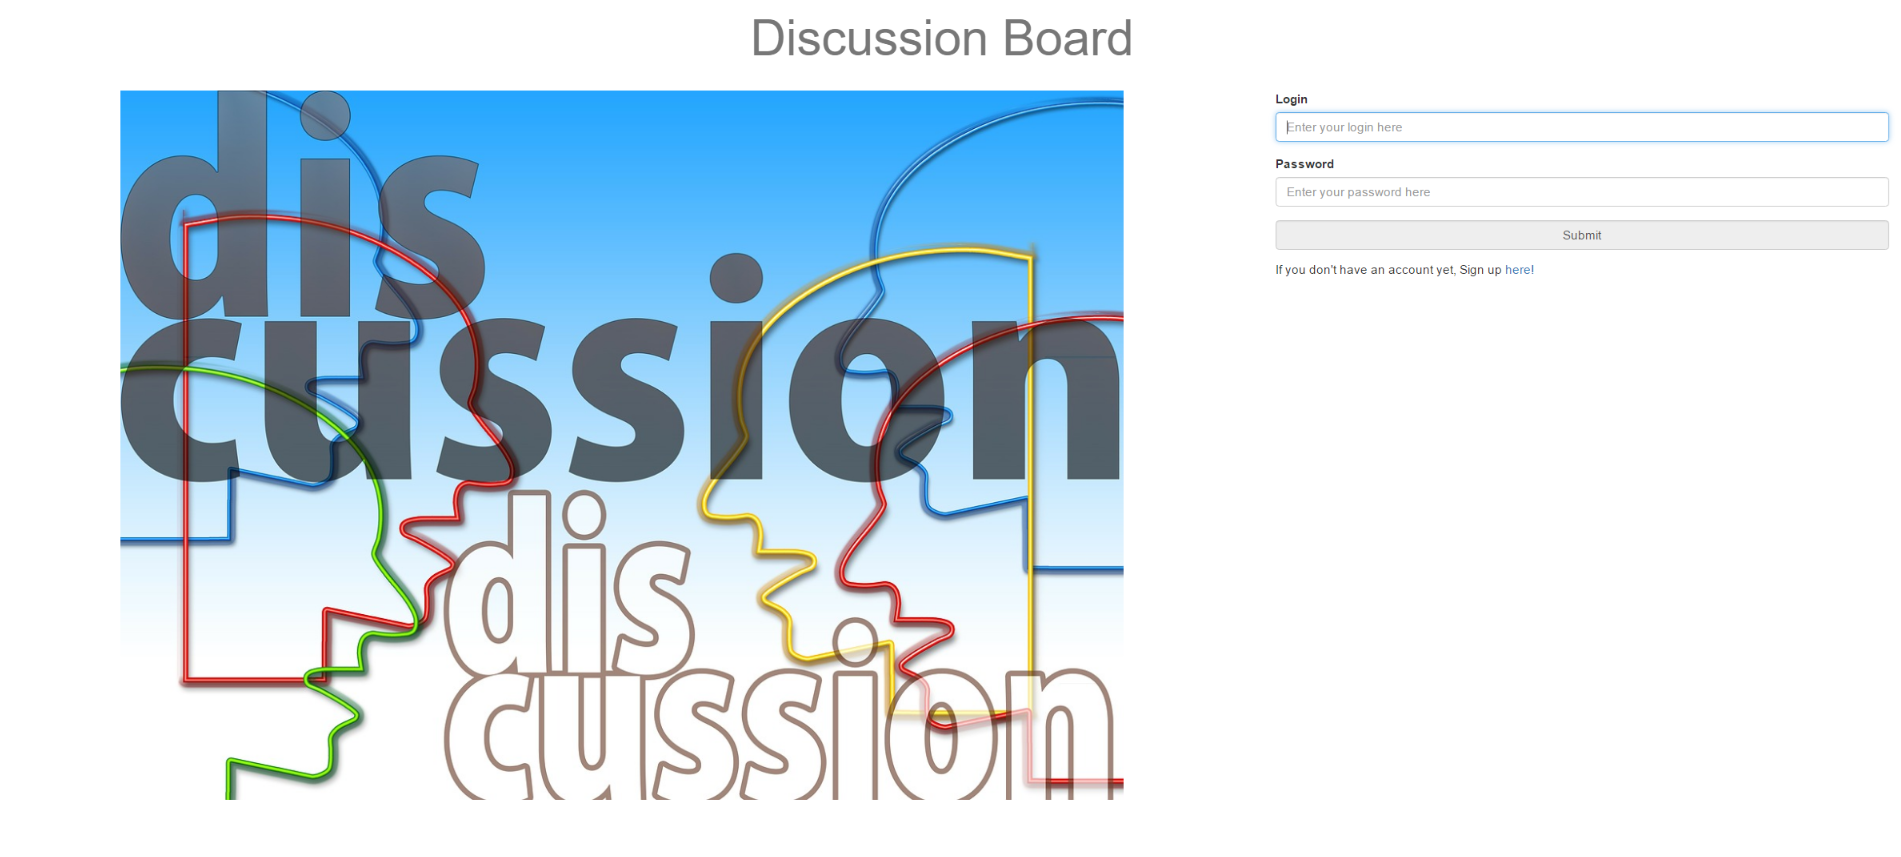 Discussion Board
dis
cussion
dis
cussion
Login
Enter your login here
Password
Enter your password here
Submit
If you don't have an account yet, Sign up here!